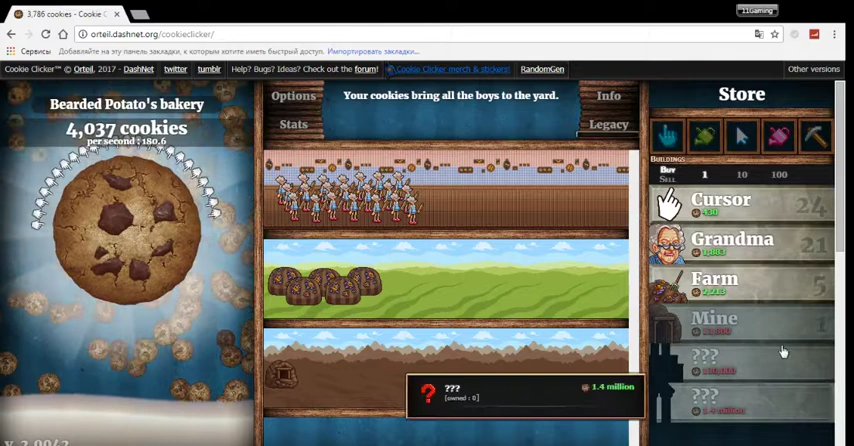 11Gaming
3,786 cookies - Cookie C
orteil.dashnet.org/cookieclicker/
Сервисы Добавляйте на эту панель закладки, к которым хотите иметь быстрый доступ. Импортировать закладки...
Cookie Clicker™ © Orteil, 2017 - DashNet twitter tumblr Help? Bugs? Ideas? Check out the forum! Cookie Clicker merch & stickers! RandomGen Other versions
Bearded Potato's bakery
4,037 cookies
per second : 180.6
Options
Stats
Your cookies bring all the boys to the yard.
Info
Legacy
Store
BUILDINGS
Buy
SELL
1 10 100
Cursor 24
430
Grandma 21
Farm 5
2,213
Mine 1
???
???
1.4 million
???
[owned : 0]
1.4 million